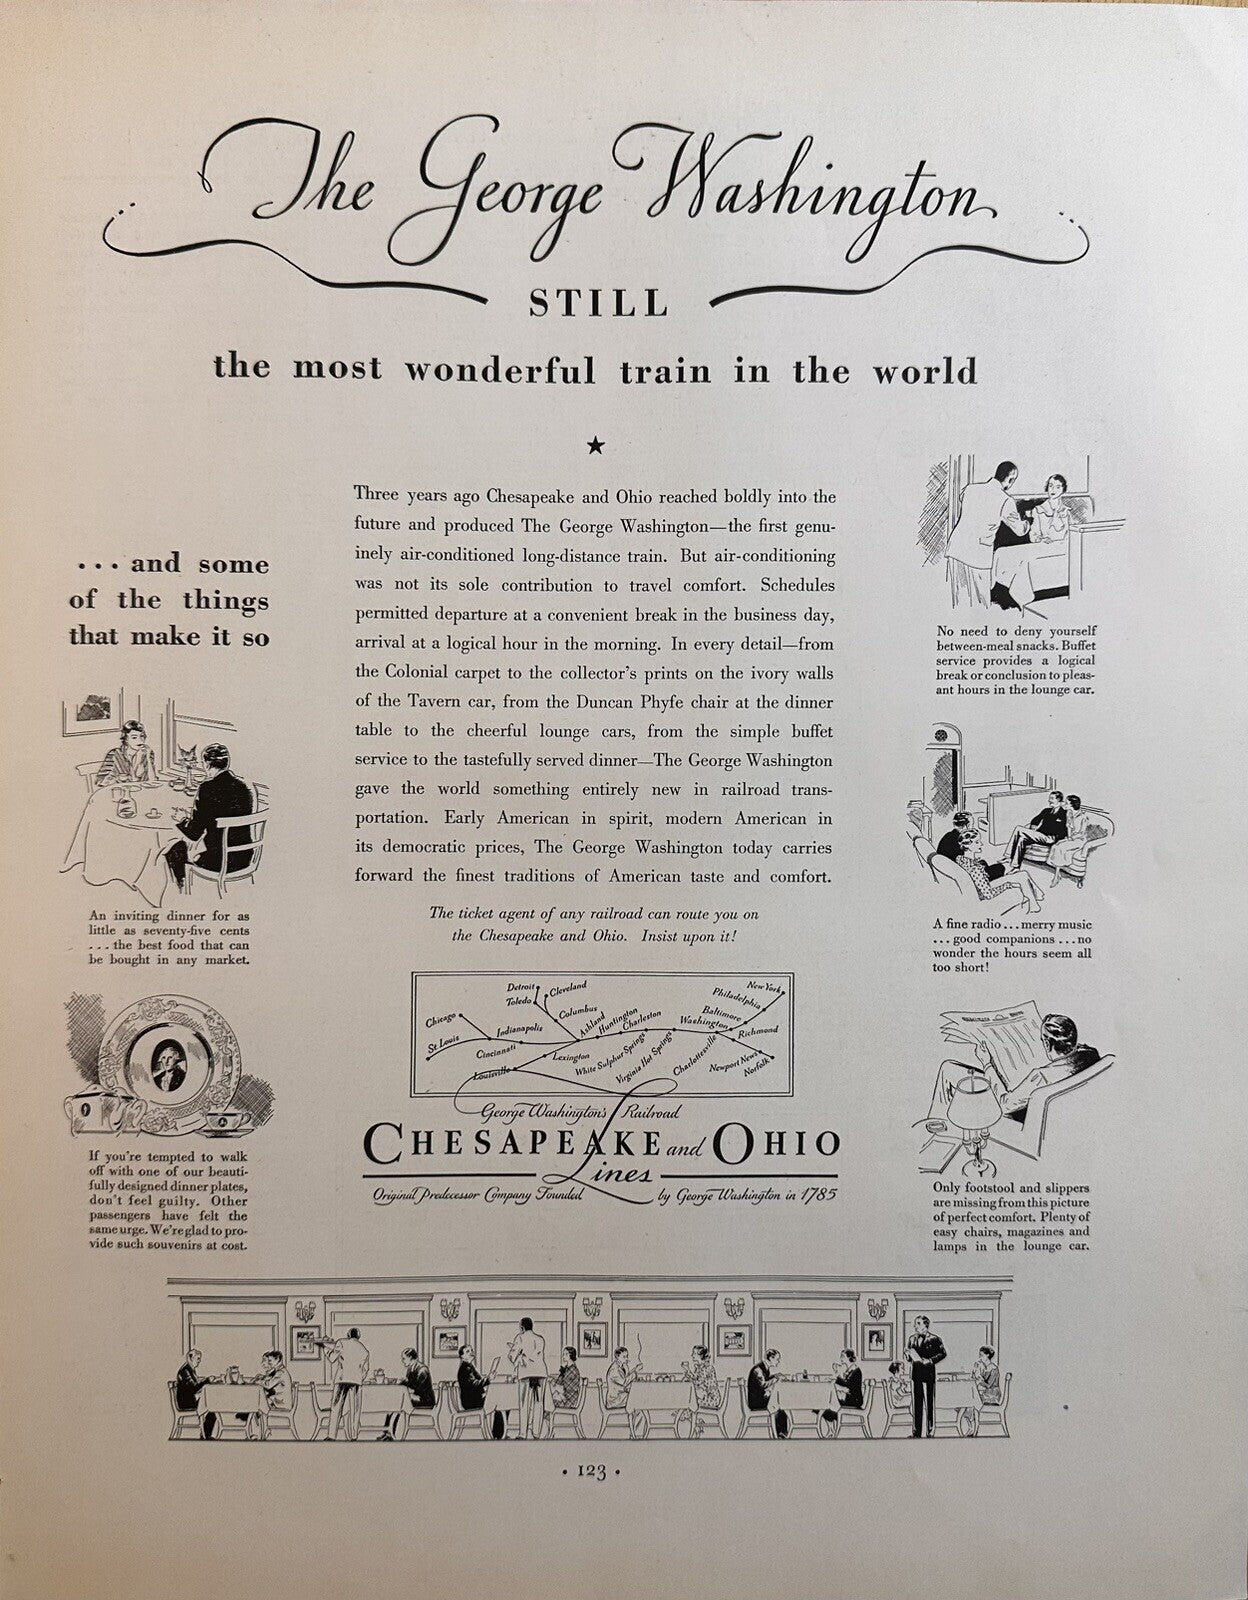 The George Washington
STILL
the most wonderful train in the world
Three years ago Chesapeake and Ohio reached boldly into the
future and produced The George Washington—the first genu-
inely air-conditioned long-distance train. But air-conditioning
was not its sole contribution to travel comfort. Schedules
permitted departure at a convenient break in the business day,
arrival at a logical hour in the morning. In every detail—from
the Colonial carpet to the collector's prints on the ivory walls
of the Tavern car, from the Duncan Phyfe chair at the dinner
table to the cheerful lounge cars, from the simple buffet
service to the tastefully served dinner—The George Washington
gave the world something entirely new in railroad trans-
portation. Early American in spirit, modern American in
its democratic prices, The George Washington today carries
forward the finest traditions of American taste and comfort.
The ticket agent of any railroad can route you on
the Chesapeake and Ohio. Insist upon it!
... and some
of the things
that make it so
An inviting dinner for as
little as seventy-five cents
... the best food that can
be bought in any market.
If you're tempted to walk
off with one of our beauti-
fully designed dinner plates,
don't feel guilty. Other
passengers have felt the
same urge. We're glad to pro-
vide such souvenirs at cost.
No need to deny yourself
between-meal snacks. Buffet
service provides a logical
break or conclusion to pleas-
ant hours in the lounge car.
A fine radio...merry music
...good companions...no
wonder the hours seem all
too short!
Only footstool and slippers
are missing from this picture
of perfect comfort. Plenty of
easy chairs, magazines and
lamps in the lounge car.
Detroit
Cleveland
Toledo
Chicago
Columbus
St Louis
Indianapolis
Cincinnati
Ashland
Huntington
Charleston
Lexington
Louisville
White Sulphur Springs
Virginia Hot Springs
Charlottesville
New York
Philadelphia
Baltimore
Washington
Richmond
Newport News
Norfolk
George Washington's Railroad
CHESAPEAKE and OHIO
Lines
Original Predecessor Company Founded by George Washington in 1785
· 123 ·